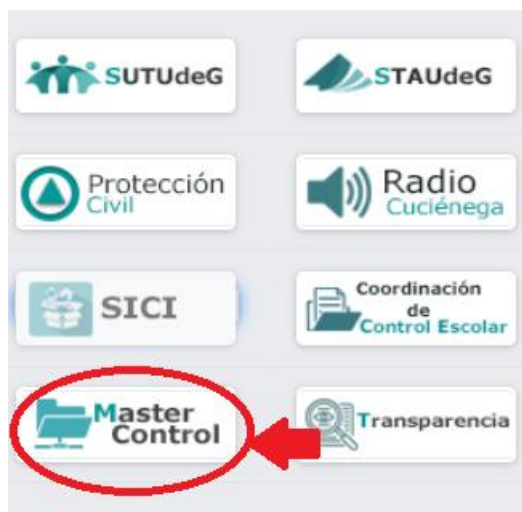 SUTUdeG
STAUdeG
Protección
Civil
Radio
Cuciénega
SICI
Coordinación
de
Control Escolar
Master
Control
Transparencia